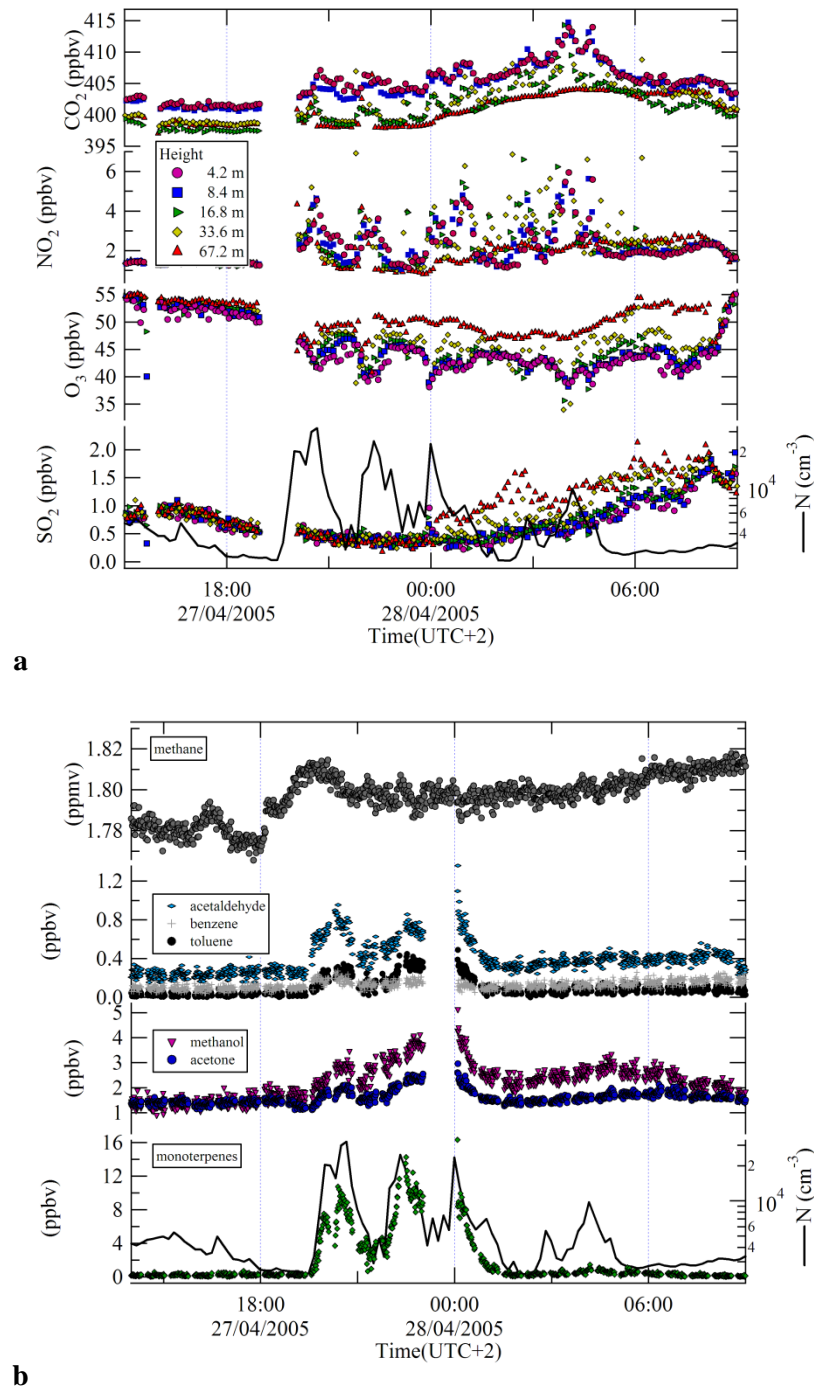 415
410
405
400
395
CO2 (ppbv)
Height
4.2 m
8.4 m
16.8 m
33.6 m
67.2 m
6
4
2
NO2 (ppbv)
55
50
45
40
35
O3 (ppbv)
2.0
1.5
1.0
0.5
0.0
SO2 (ppbv)
2
10^4
8
6
4
2
N (cm-3)
18:00
00:00
06:00
27/04/2005
28/04/2005
Time(UTC+2)
a
methane
1.82
1.80
1.78
(ppmv)
acetaldehyde
benzene
toluene
1.2
0.8
0.4
0.0
(ppbv)
methanol
acetone
5
4
3
2
1
(ppbv)
monoterpenes
16
12
8
4
0
(ppbv)
2
10^4
8
6
4
2
N (cm-3)
18:00
00:00
06:00
27/04/2005
28/04/2005
Time(UTC+2)
b